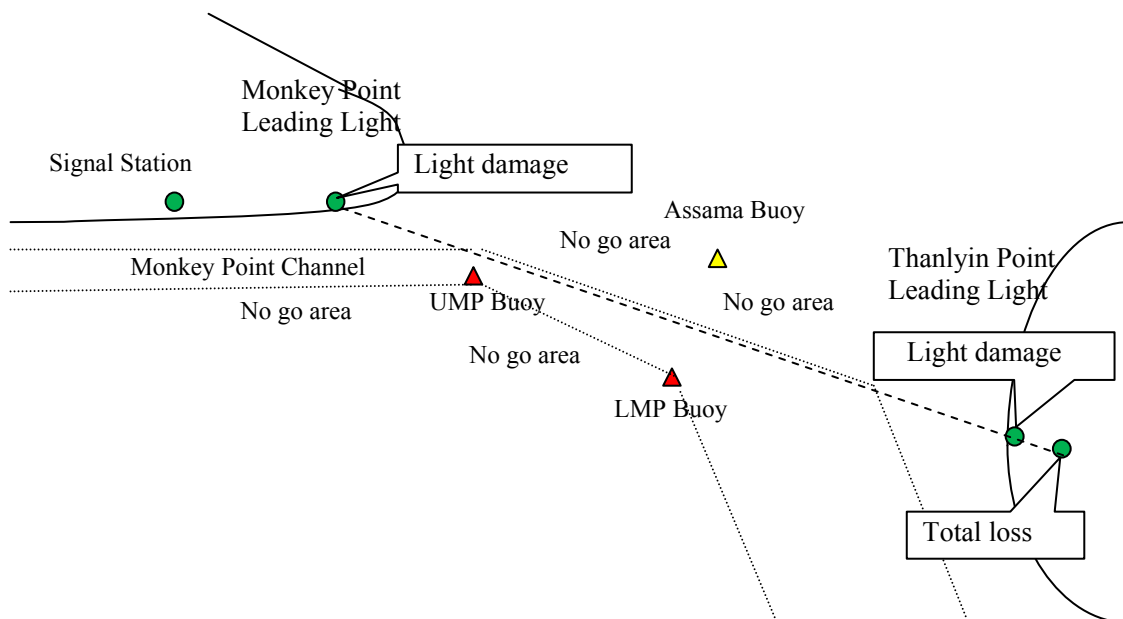 Monkey Point
Leading Light
Signal Station
Light damage
Assama Buoy
No go area
Monkey Point Channel
Thanlyin Point
Leading Light
UMP Buoy
No go area
No go area
No go area
Light damage
LMP Buoy
Total loss